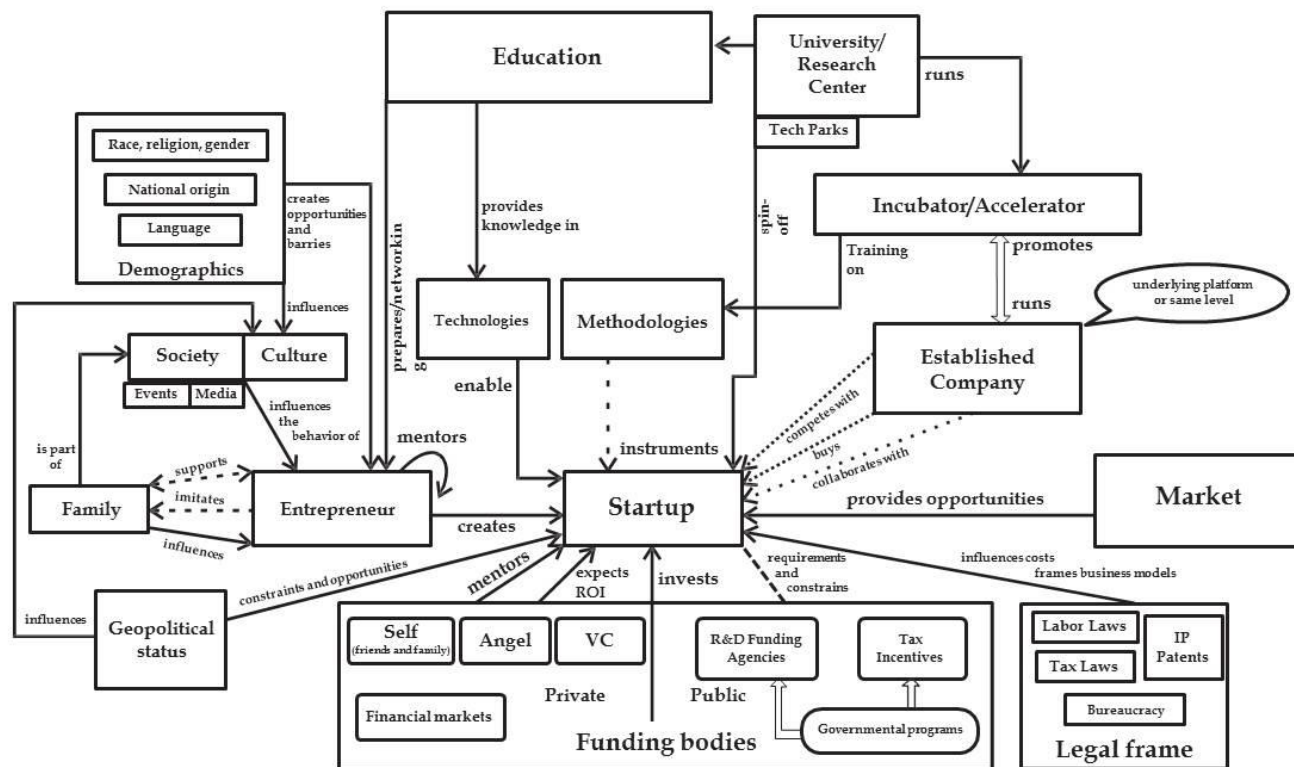 Education
University/
Research
Center
runs
Tech Parks
Race, religion, gender
National origin
Language
Demographics
creates
opportunities
and
barries
prepares/networkin
g
provides
knowledge in
spin-
off
Incubator/Accelerator
Training
on
promotes
runs
underlying platform
or same level
influences
Technologies
Methodologies
Society
Culture
Events
Media
Established
Company
enable
influences
the
behavior of
mentors
instruments
competes with
buys
collaborates with
is part
of
supports
imitates
influences
Family
Entrepreneur
creates
Startup
provides opportunities
Market
constraints and opportunities
mentors
expects
ROI
invests
requirements
and
constrains
influences costs
frames business models
influences
Geopolitical
status
Self
(friends and family)
Angel
VC
R&D Funding
Agencies
Tax
Incentives
Private
Public
Financial markets
Governmental programs
Funding bodies
Labor Laws
IP
Patents
Tax Laws
Bureaucracy
Legal frame